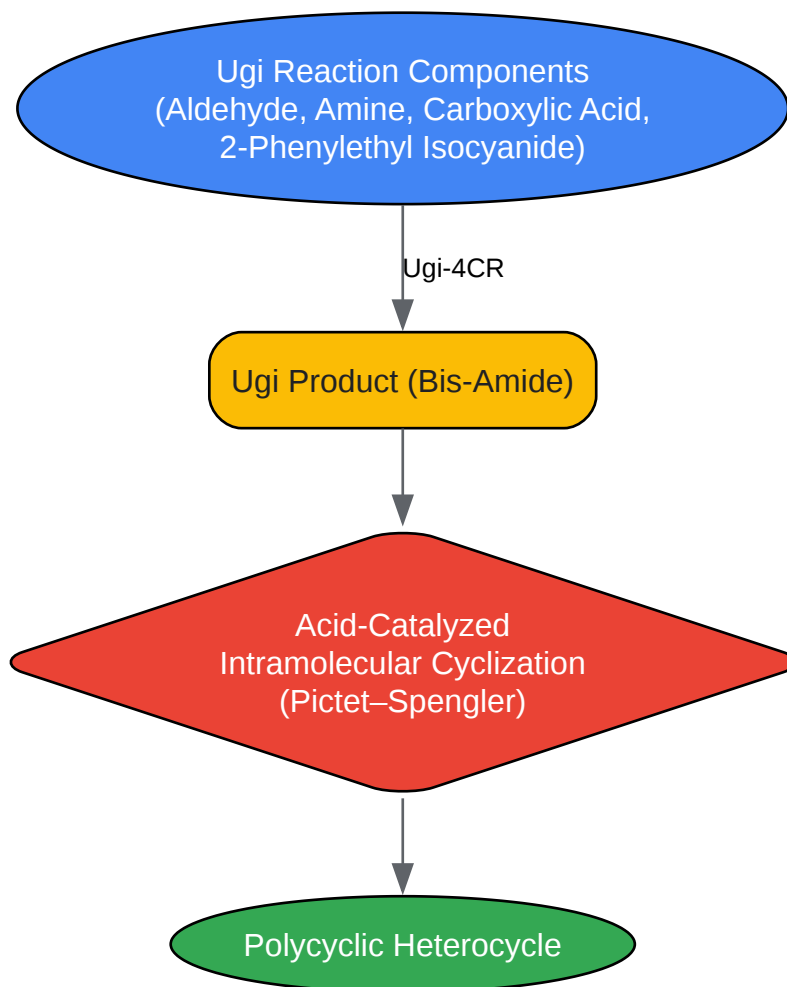 Ugi Reaction Components
(Aldehyde, Amine, Carboxylic Acid,
2-Phenylethyl Isocyanide)
Ugi-4CR
Ugi Product (Bis-Amide)
Acid-Catalyzed
Intramolecular Cyclization
(Pictet–Spengler)
Polycyclic Heterocycle